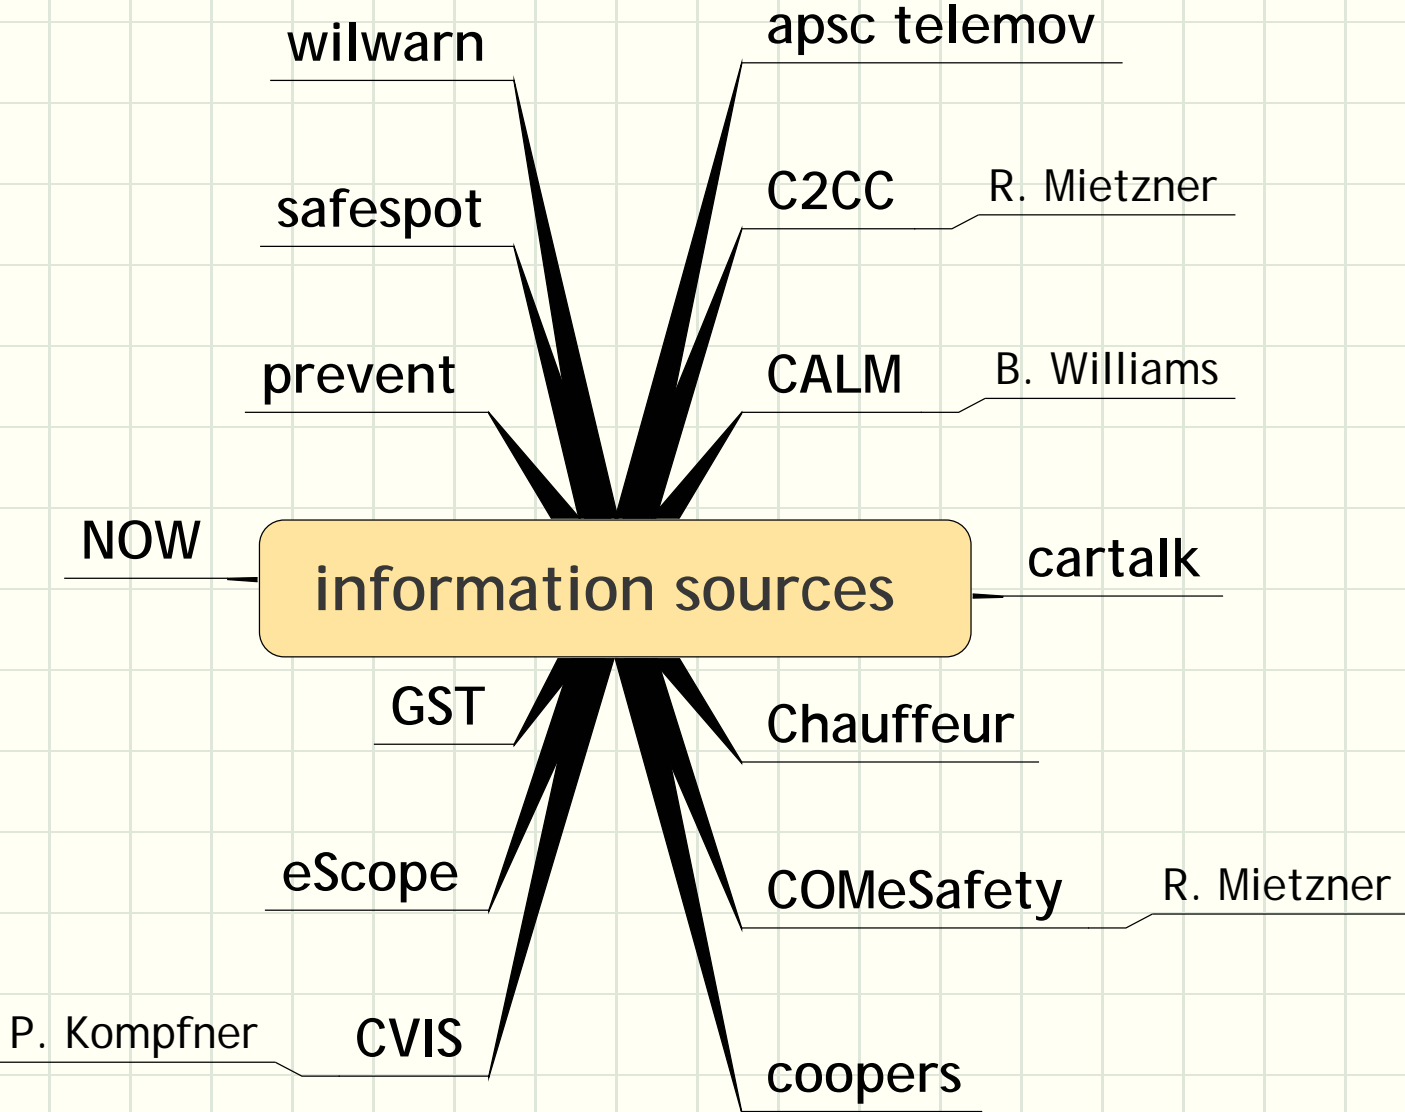 wilwarn
apsc telemov
safespot
C2CC
R. Mietzner
prevent
CALM
B. Williams
NOW
information sources
cartalk
GST
Chauffeur
eScope
COMeSafety
R. Mietzner
P. Kompfner
CVIS
coopers